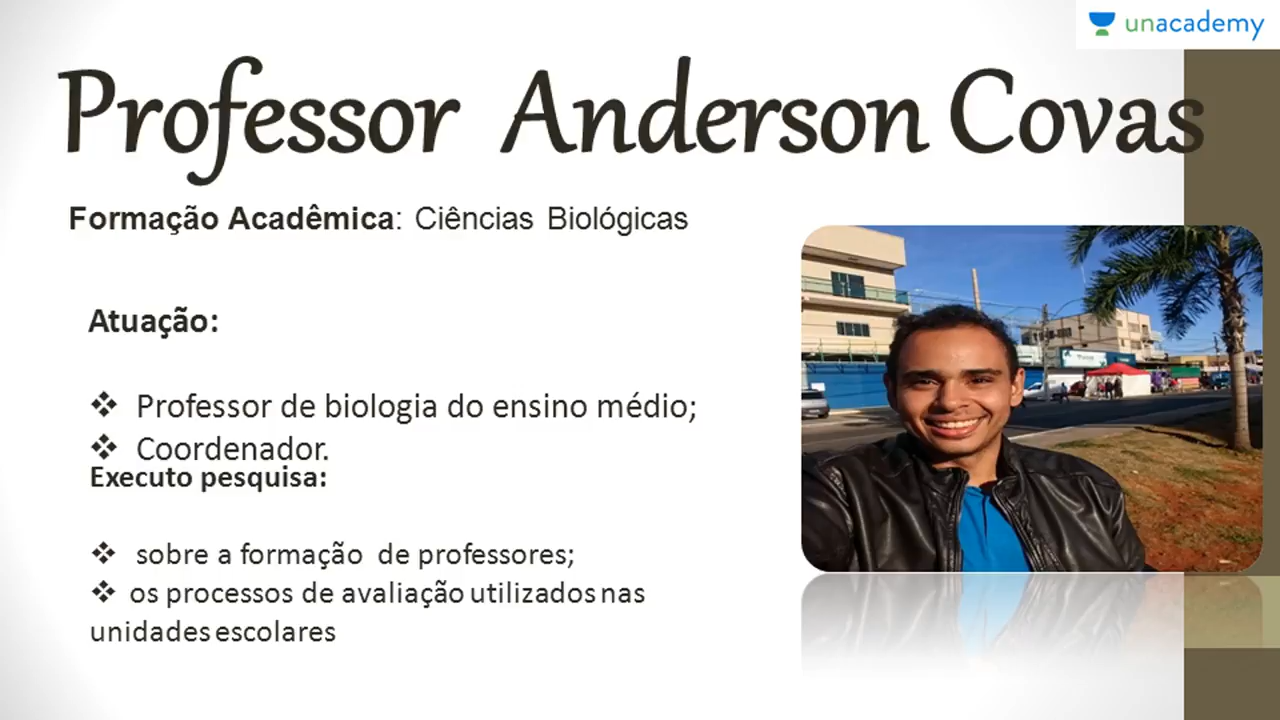 unacademy
Professor Anderson Covas
Formação Acadêmica: Ciências Biológicas
Atuação:
❖ Professor de biologia do ensino médio;
❖ Coordenador.
Executo pesquisa:
❖ sobre a formação de professores;
❖ os processos de avaliação utilizados nas
unidades escolares